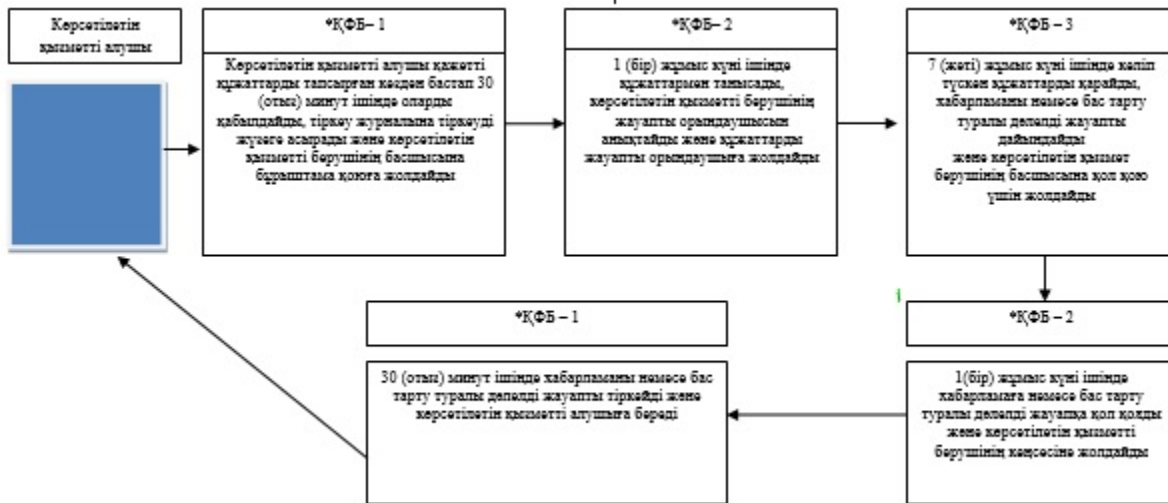 Көрсетілетін
қызметті алушы
*ҚФБ– 1
Көрсетілетін қызметті алушы қажетті
құжаттарды тапсырған кезден бастап 30
(отыз) минут ішінде оларды
қабылдайды, тіркеу журналына тіркеуді
жүзеге асырады және көрсетілетін
қызметті берушінің басшысына
бұрыштама қоюға жолдайды
*ҚФБ– 2
1 (бір) жұмыс күні ішінде
құжаттармен танысады,
көрсетілетін қызметті берушінің
жауапты орындаушысын
анықтайды және құжаттарды
жауапты орындаушыға жолдайды
*ҚФБ – 3
7 (жеті) жұмыс күні ішінде келіп
түскен құжаттарды қарайды,
хабарламаны немесе бас тарту
туралы дәлелді жауапты
дайындайды
және көрсетілетін қызмет
берушінің басшысына қол қою
үшін жолдайды
*ҚФБ – 2
1(бір) жұмыс күні ішінде
хабарламаға немесе бас тарту
туралы дәлелді жауапқа қол қояды
және көрсетілетін қызметті
берушінің кеңсесіне жолдайды
*ҚФБ – 1
30 (отыз) минут ішінде хабарламаны немесе бас
тарту туралы дәлелді жауапты тіркейді және
көрсетілетін қызметті алушыға береді